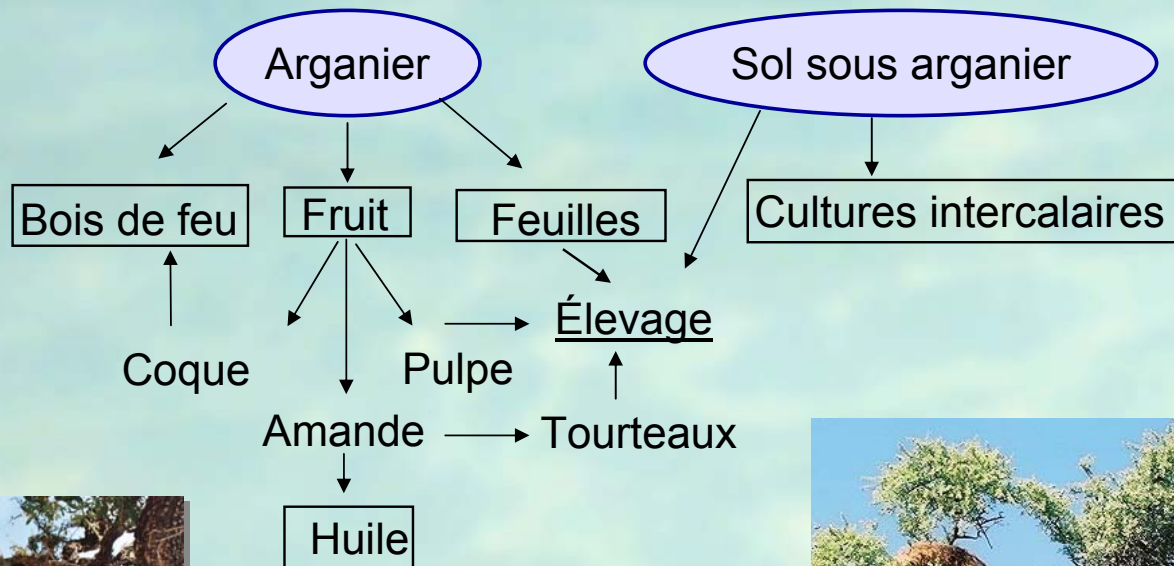 Arganier
Sol sous arganier
Bois de feu
Fruit
Feuilles
Cultures intercalaires
Élevage
Coque
Pulpe
Amande
Tourteaux
Huile